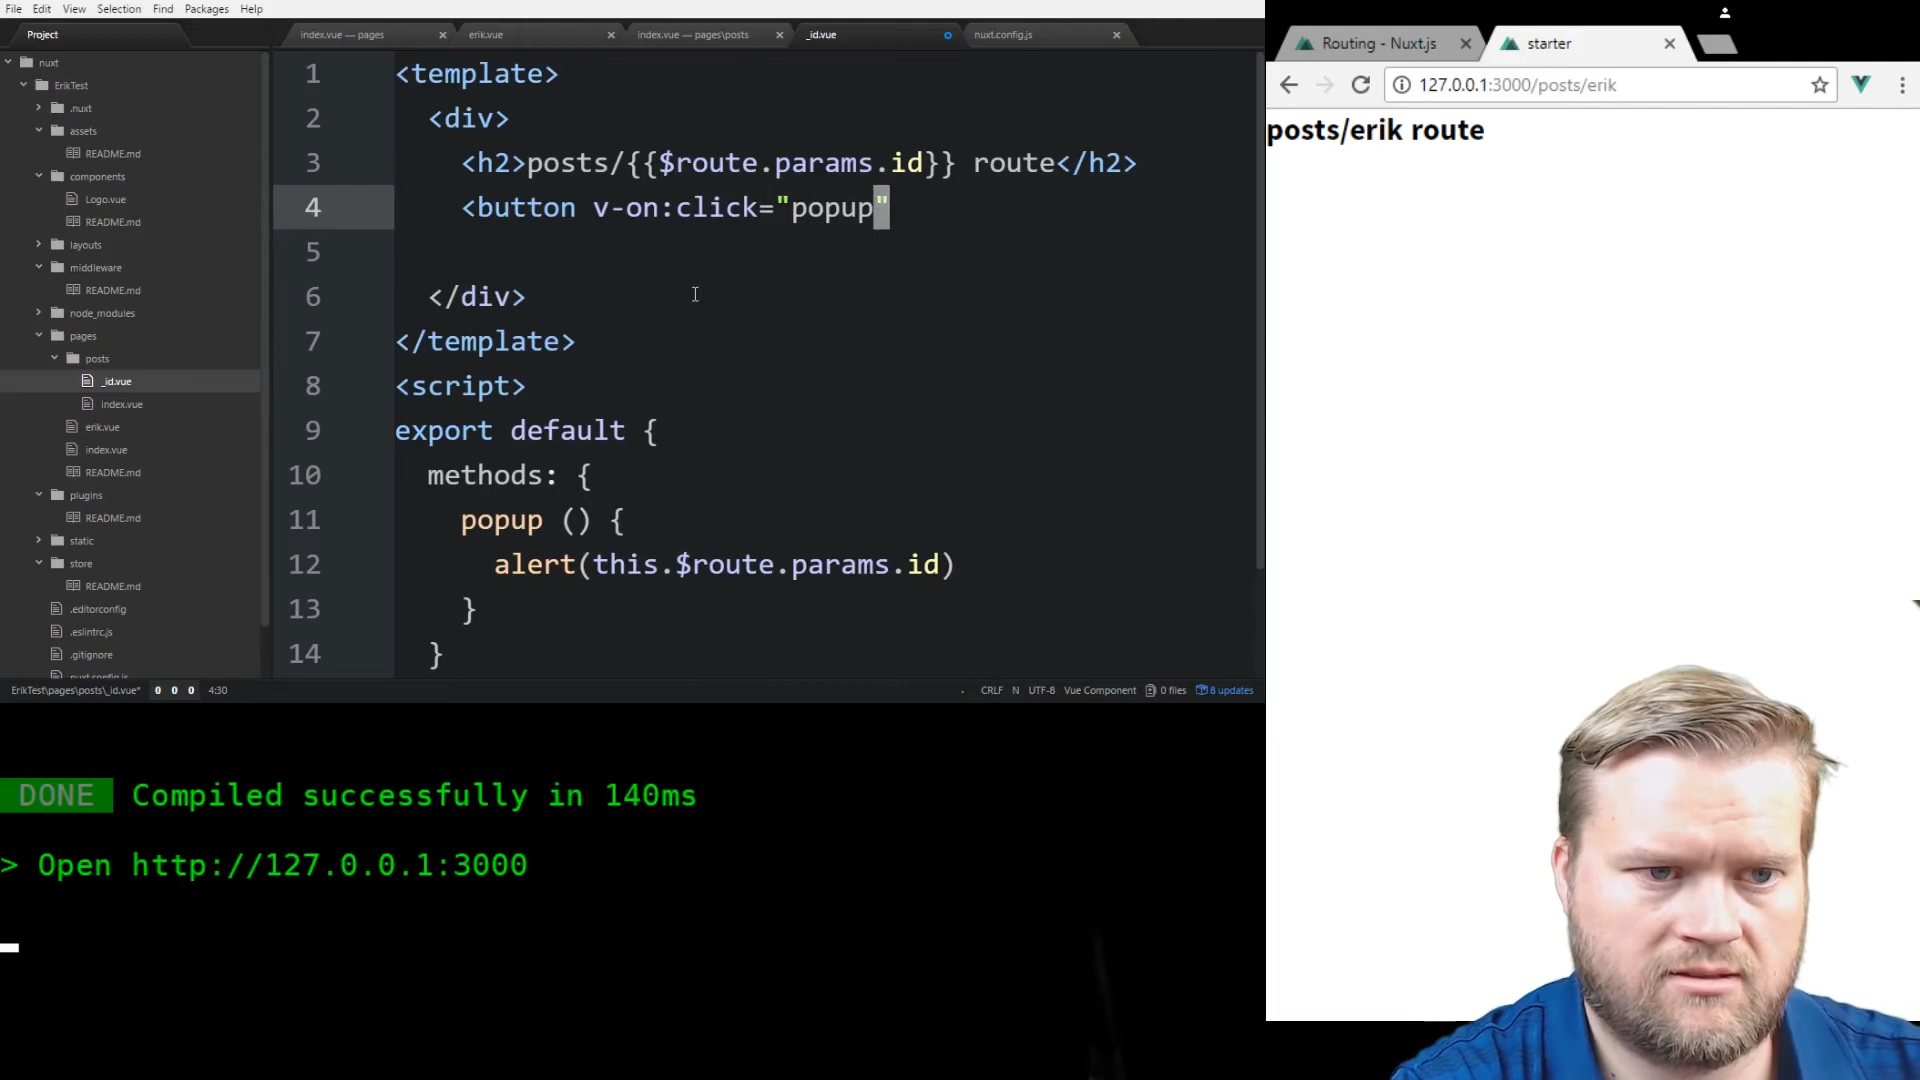 File Edit View Selection Find Packages Help
Project
index.vue — pages
erik.vue
index.vue — pages\posts
_id.vue
nuxt.config.js
nuxt
ErikTest
.nuxt
assets
README.md
components
Logo.vue
README.md
layouts
middleware
README.md
node_modules
pages
posts
_id.vue
index.vue
erik.vue
index.vue
README.md
plugins
README.md
static
store
README.md
.editorconfig
.eslintrc.js
.gitignore
nuxt.config.js
1 <template>
2 <div>
3 <h2>posts/{{$route.params.id}} route</h2>
4 <button v-on:click="popup"
5
6 </div>
7 </template>
8 <script>
9 export default {
10 methods: {
11 popup () {
12 alert(this.$route.params.id)
13 }
14 }
ErikTest\pages\posts\_id.vue* 0 0 0 4:30
CRLF N UTF-8 Vue Component 0 files 8 updates
DONE Compiled successfully in 140ms
> Open http://127.0.0.1:3000
Routing - Nuxt.js
starter
127.0.0.1:3000/posts/erik
posts/erik route